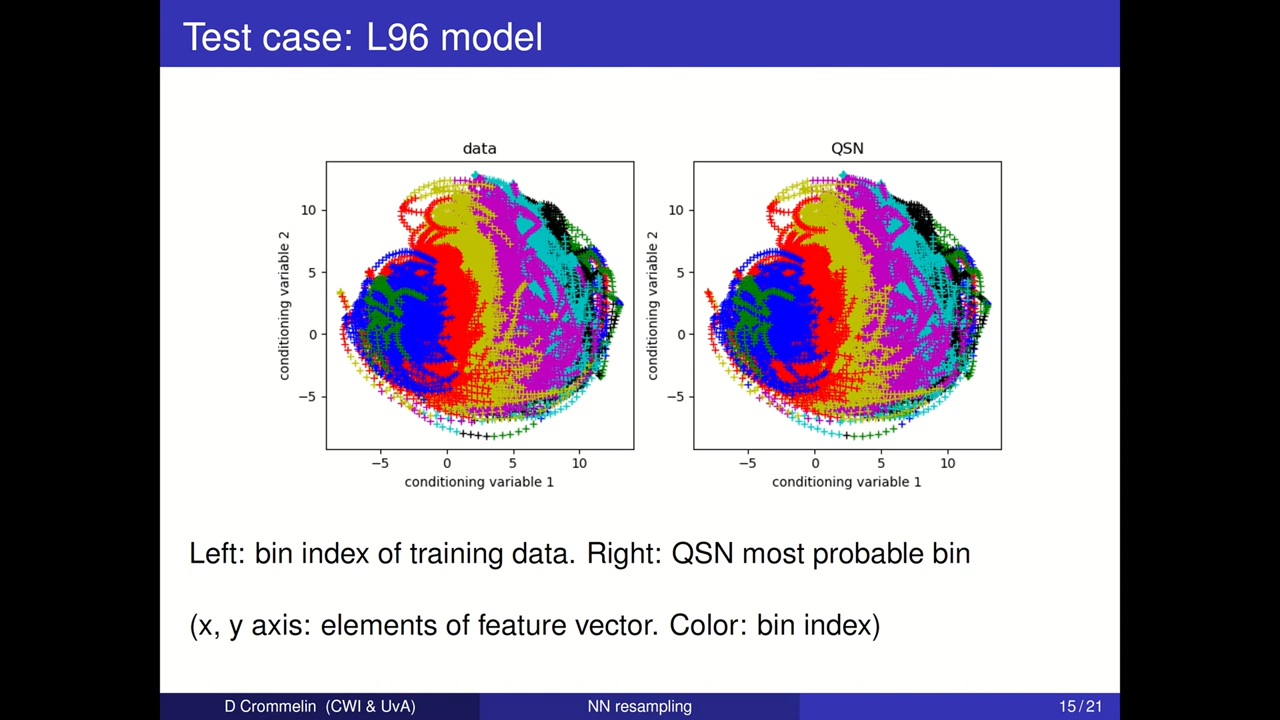 Test case: L96 model
data
QSN
conditioning variable 2
10
5
0
−5
−5
0
5
10
conditioning variable 1
conditioning variable 2
10
5
0
−5
−5
0
5
10
conditioning variable 1
Left: bin index of training data. Right: QSN most probable bin
(x, y axis: elements of feature vector. Color: bin index)
D Crommelin (CWI & UvA)
NN resampling
15 / 21